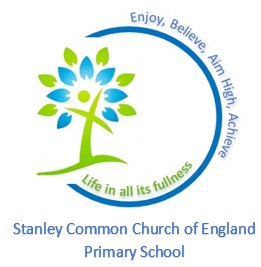 Enjoy, Believe, Aim High, Achieve
Life in all its fullness
Stanley Common Church of England
Primary School